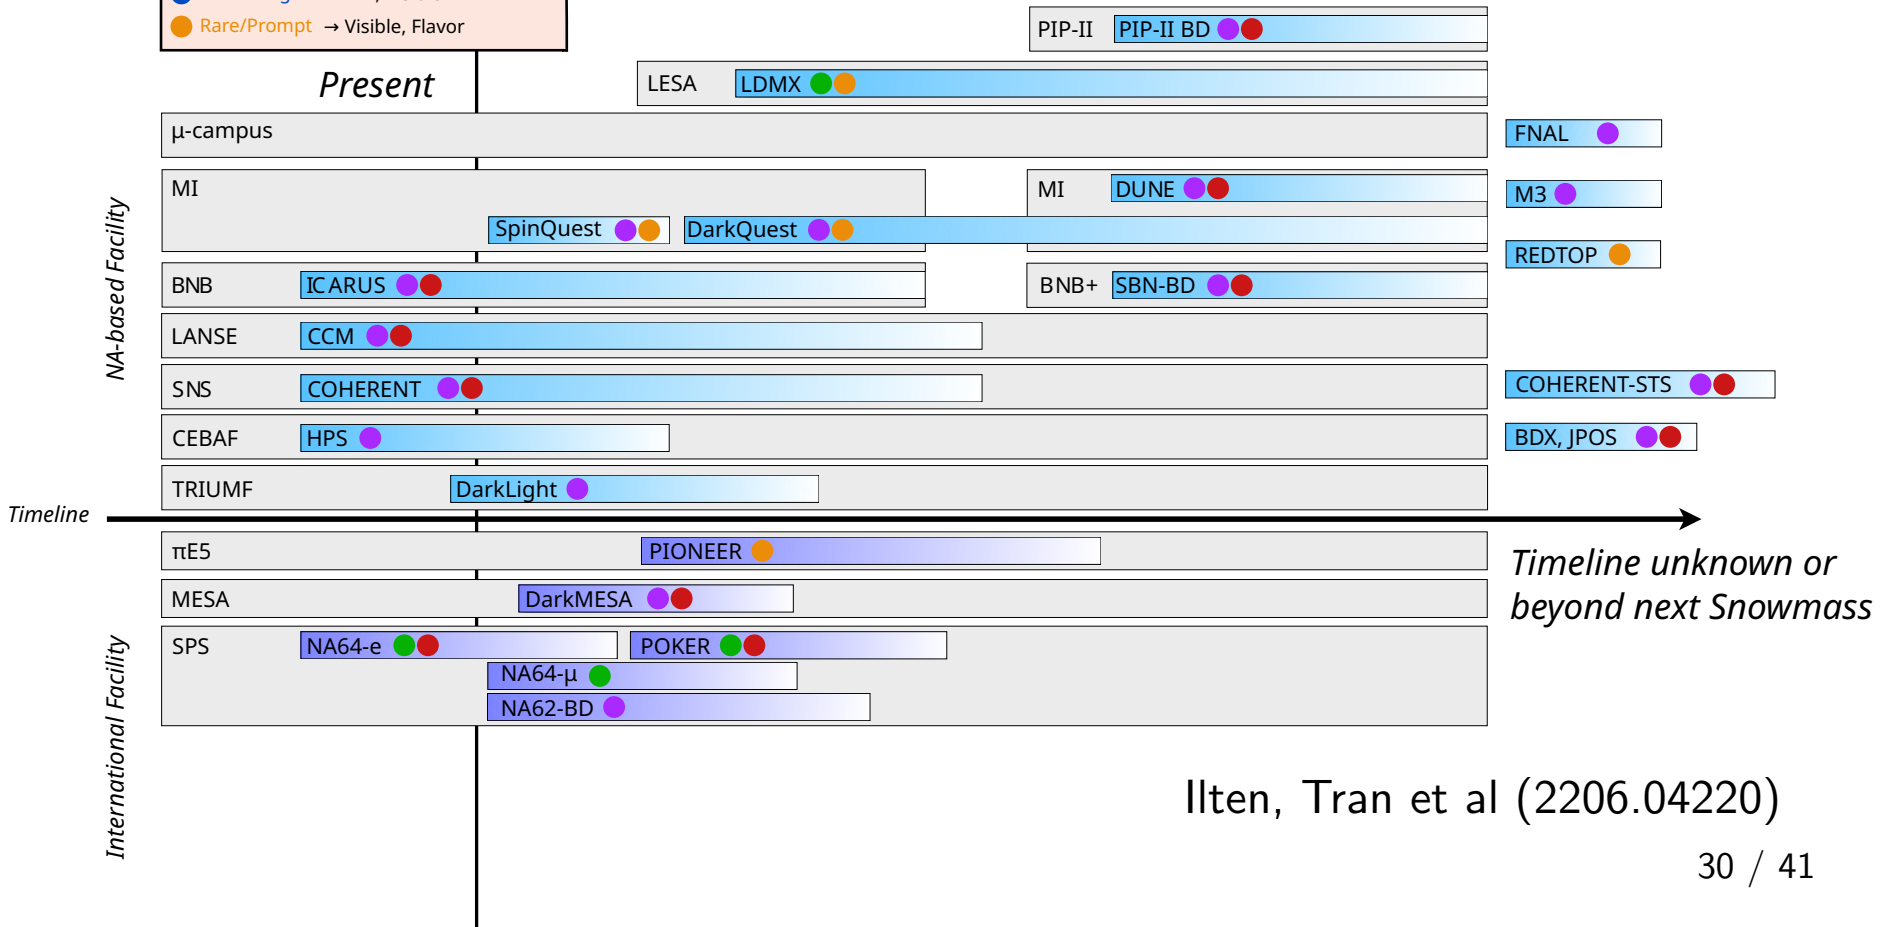 Rare/Prompt → Visible, Flavor
PIP-II PIP-II BD
Present
LESA LDMX
μ-campus
FNAL
MI
MI DUNE
M3
SpinQuest DarkQuest
REDTOP
BNB ICARUS
BNB+ SBN-BD
LANSE CCM
SNS COHERENT
COHERENT-STS
CEBAF HPS
BDX, JPOS
TRIUMF DarkLight
NA-based Facility
Timeline
πE5 PIONEER
Timeline unknown or
beyond next Snowmass
MESA DarkMESA
SPS NA64-e POKER
NA64-μ
NA62-BD
International Facility
Ilten, Tran et al (2206.04220)
30 / 41